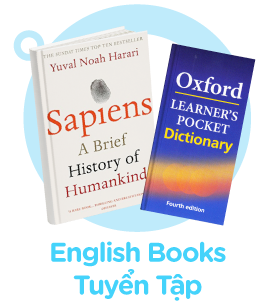 THE SUNDAY TIMES TOP TEN BESTSELLER
Yuval Noah Harari
Sapiens
A Brief
History of
Humankind
Oxford
LEARNER'S
POCKET
Dictionary
Fourth edition
English Books
Tuyển Tập